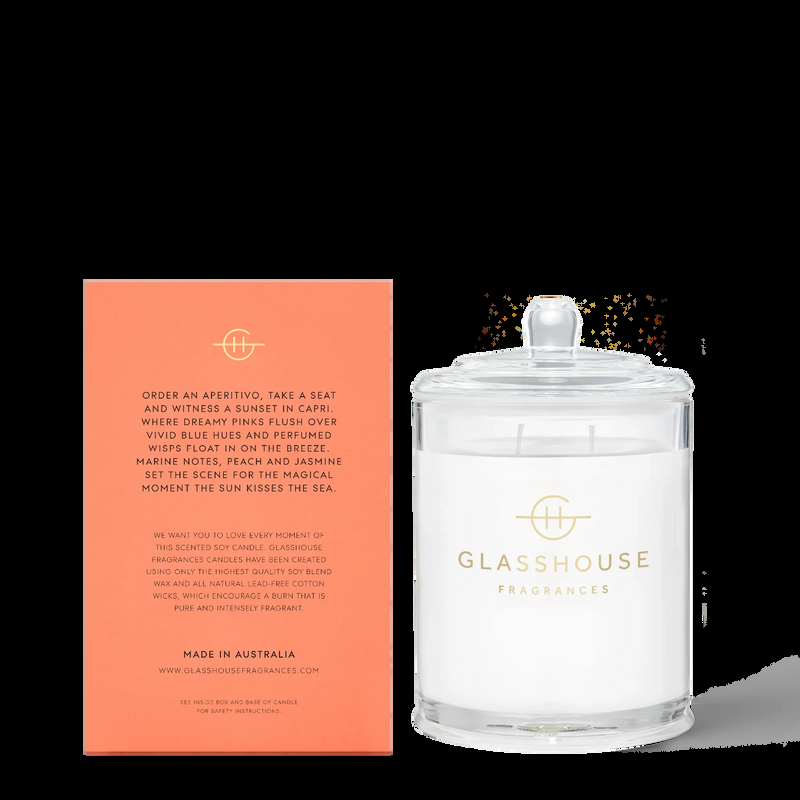 GH
ORDER AN APERITIVO, TAKE A SEAT
AND WITNESS A SUNSET IN CAPRI.
WHERE DREAMY PINKS FLUSH OVER
VIVID BLUE HUES AND PERFUMED
WISPS FLOAT IN ON THE BREEZE.
MARINE NOTES, PEACH AND JASMINE
SET THE SCENE FOR THE MAGICAL
MOMENT THE SUN KISSES THE SEA.
WE WANT YOU TO LOVE EVERY MOMENT OF
THIS SCENTED SOY CANDLE. GLASSHOUSE
FRAGRANCES CANDLES HAVE BEEN CREATED
USING ONLY THE HIGHEST QUALITY SOY BLEND
WAX AND ALL NATURAL LEAD-FREE COTTON
WICKS, WHICH ENCOURAGE A BURN THAT IS
PURE AND INTENSELY FRAGRANT.
MADE IN AUSTRALIA
WWW.GLASSHOUSEFRAGRANCES.COM
SEE INSIDE BOX AND BASE OF CANDLE
FOR SAFETY INSTRUCTIONS.
GH
GLASSHOUSE
FRAGRANCES